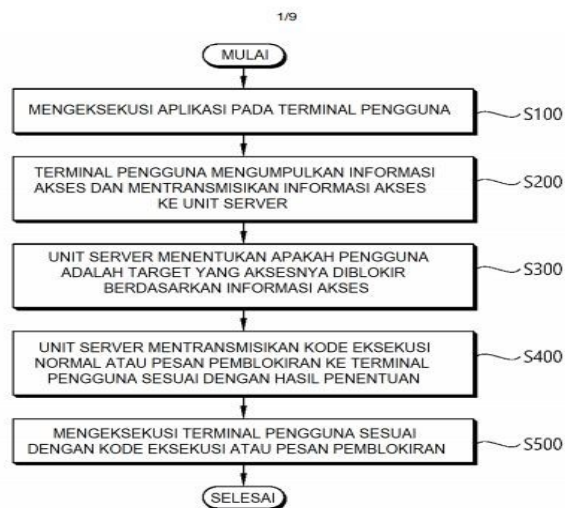 1/9
MULAI
MENGEKSEKUSI APLIKASI PADA TERMINAL PENGGUNA
S100
TERMINAL PENGGUNA MENGUMPULKAN INFORMASI
AKSES DAN MENTRANSMISIKAN INFORMASI AKSES
KE UNIT SERVER
S200
UNIT SERVER MENENTUKAN APAKAH PENGGUNA
ADALAH TARGET YANG AKSESNYA DIBLOKIR
BERDASARKAN INFORMASI AKSES
S300
UNIT SERVER MENTRANSMISIKAN KODE EKSEKUSI
NORMAL ATAU PESAN PEMBLOKIRAN KE TERMINAL
PENGGUNA SESUAI DENGAN HASIL PENENTUAN
S400
MENGEKSEKUSI TERMINAL PENGGUNA SESUAI
DENGAN KODE EKSEKUSI ATAU PESAN PEMBLOKIRAN
S500
SELESAI